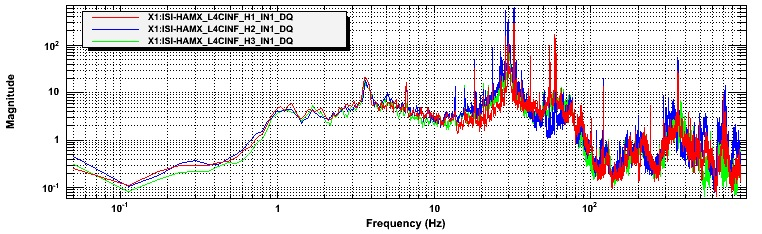 X1:ISI-HAMX_L4CINF_H1_IN1_DQ
X1:ISI-HAMX_L4CINF_H2_IN1_DQ
X1:ISI-HAMX_L4CINF_H3_IN1_DQ
Magnitude
10²
10
1
10⁻¹
10⁻¹ 1 10 10²
Frequency (Hz)